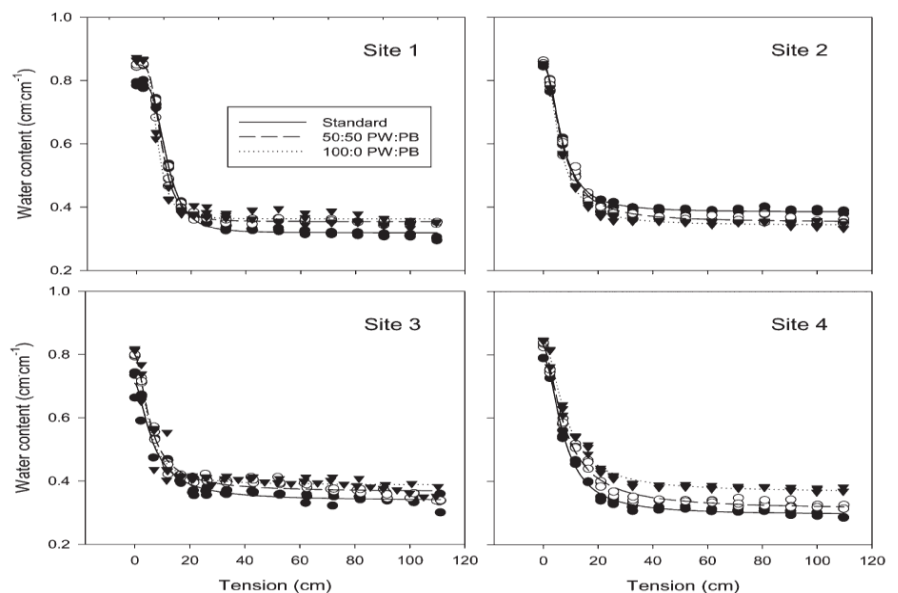 1.0
0.8
0.6
0.4
0.2
Water content (cm·cm⁻¹)
Site 1
Standard
50:50 PW:PB
100:0 PW:PB
Site 2
1.0
0.8
0.6
0.4
0.2
Water content (cm·cm⁻¹)
Site 3
Site 4
0 20 40 60 80 100 120
0 20 40 60 80 100 120
Tension (cm)
Tension (cm)